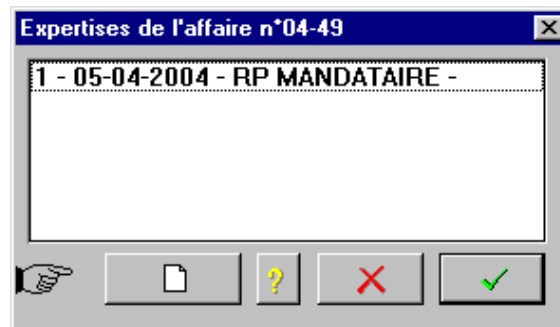 Expertises de l'affaire n°04-49
1 - 05-04-2004 - RP MANDATAIRE -
?